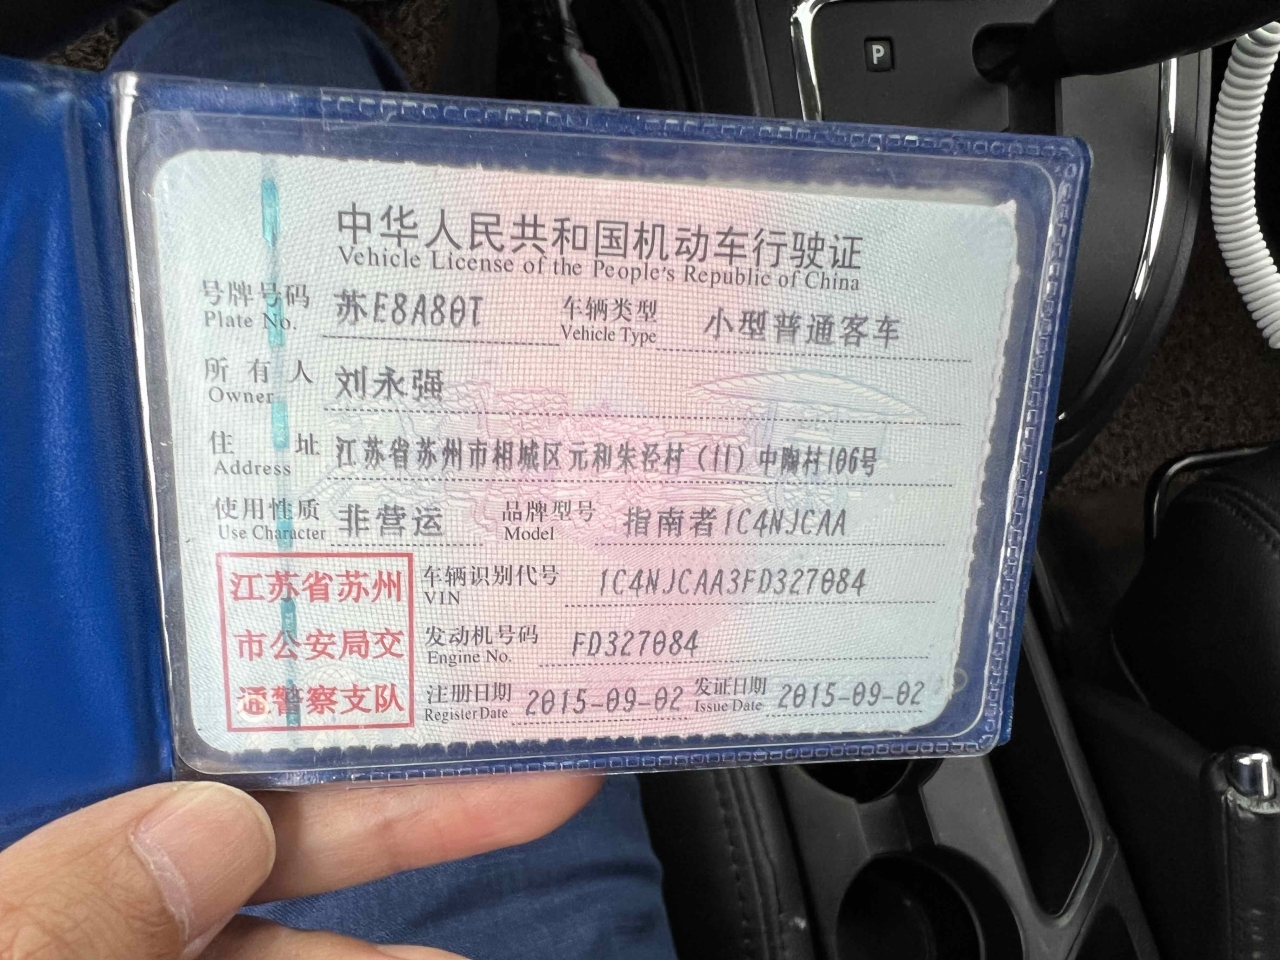 P
中华人民共和国机动车行驶证
Vehicle License of the People's Republic of China
号牌号码 苏E8A80T 车辆类型 小型普通客车
Plate No. Vehicle Type
所有人 刘永强
Owner
住址 江苏省苏州市相城区元和朱泾村（11）中陶村106号
Address
使用性质 非营运 品牌型号 指南者1C4NJCAA
Use Character Model
江苏省苏州
市公安局交
通警察支队
车辆识别代号 1C4NJCAA3FD327084
VIN
发动机号码 FD327084
Engine No.
注册日期 2015-09-02 发证日期 2015-09-02
Register Date Issue Date